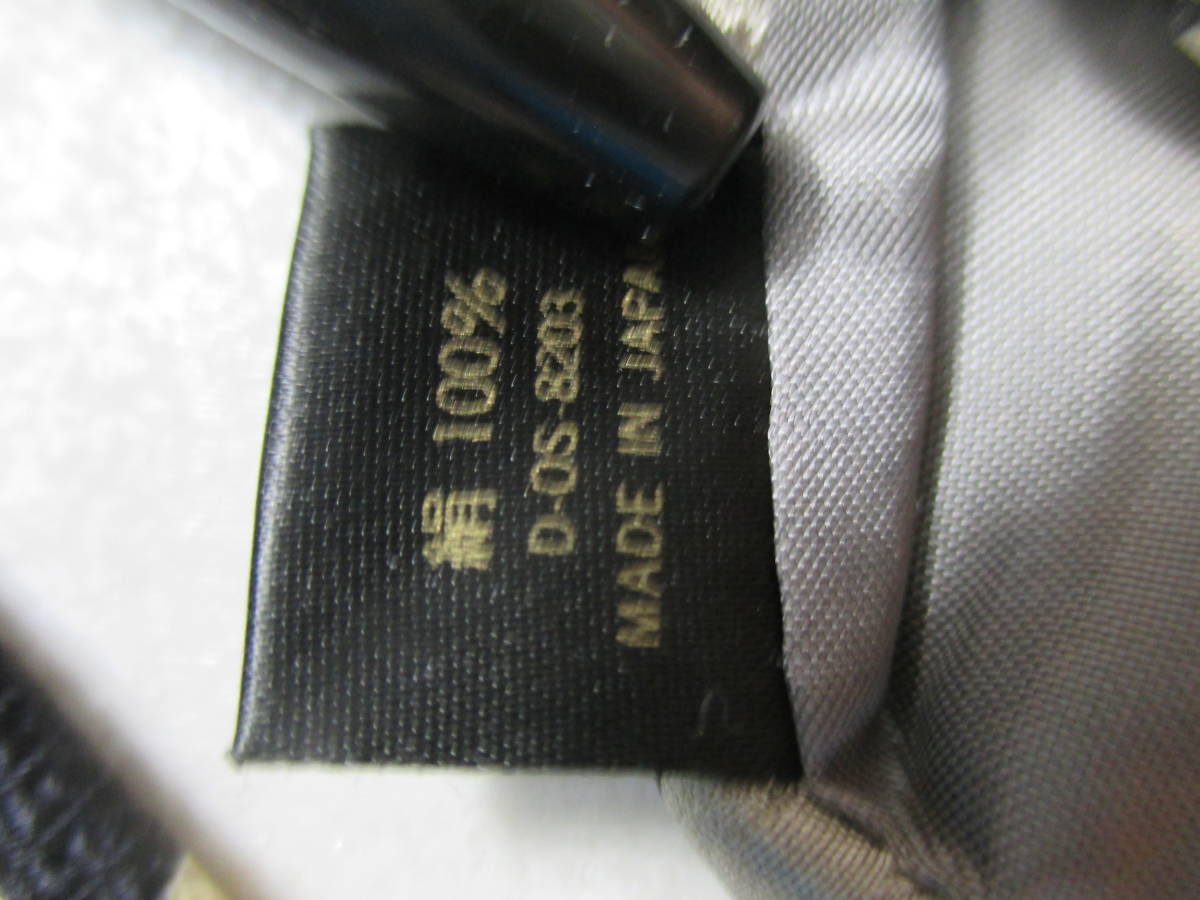 絹 100%
D-OS-8203
MADE IN JAPAN